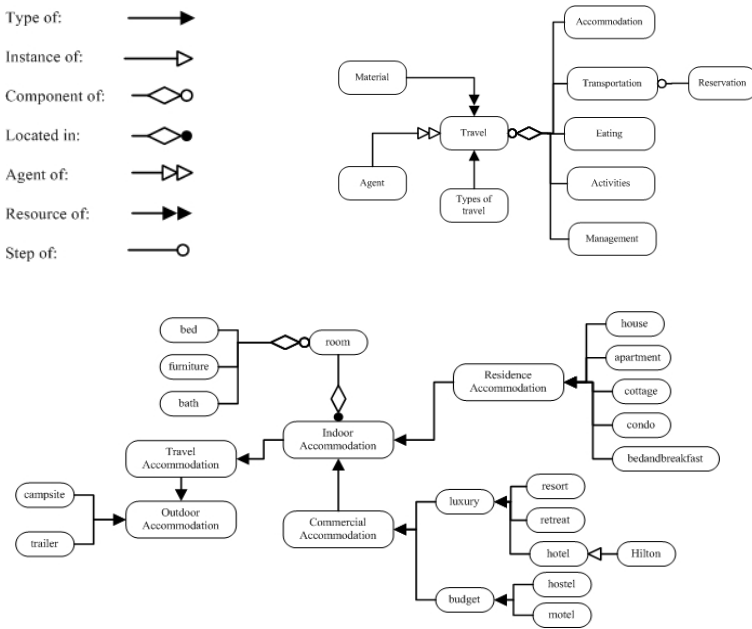 Type of:
Instance of:
Component of:
Located in:
Agent of:
Resource of:
Step of:
Accommodation
Material
Transportation
Reservation
Travel
Eating
Agent
Types of
travel
Activities
Management
bed
room
furniture
bath
house
apartment
Residence
Accommodation
cottage
condo
bedandbreakfast
Indoor
Accommodation
Travel
Accommodation
campsite
trailer
Outdoor
Accommodation
Commercial
Accommodation
luxury
resort
retreat
hotel
Hilton
budget
hostel
motel